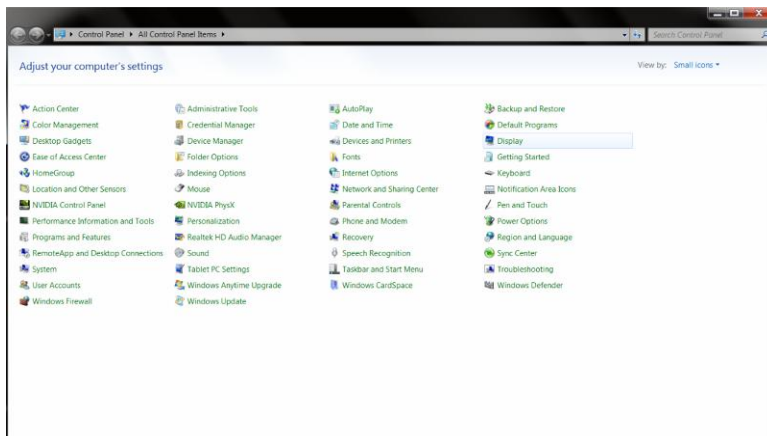 Control Panel ▸ All Control Panel Items ▸ Search Control Panel
Adjust your computer's settings View by: Small icons
Action Center Administrative Tools AutoPlay Backup and Restore
Color Management Credential Manager Date and Time Default Programs
Desktop Gadgets Device Manager Devices and Printers Display
Ease of Access Center Folder Options Fonts Getting Started
HomeGroup Indexing Options Internet Options Keyboard
Location and Other Sensors Mouse Network and Sharing Center Notification Area Icons
NVIDIA Control Panel NVIDIA PhysX Parental Controls Pen and Touch
Performance Information and Tools Personalization Phone and Modem Power Options
Programs and Features Realtek HD Audio Manager Recovery Region and Language
RemoteApp and Desktop Connections Sound Speech Recognition Sync Center
System Tablet PC Settings Taskbar and Start Menu Troubleshooting
User Accounts Windows Anytime Upgrade Windows CardSpace Windows Defender
Windows Firewall Windows Update